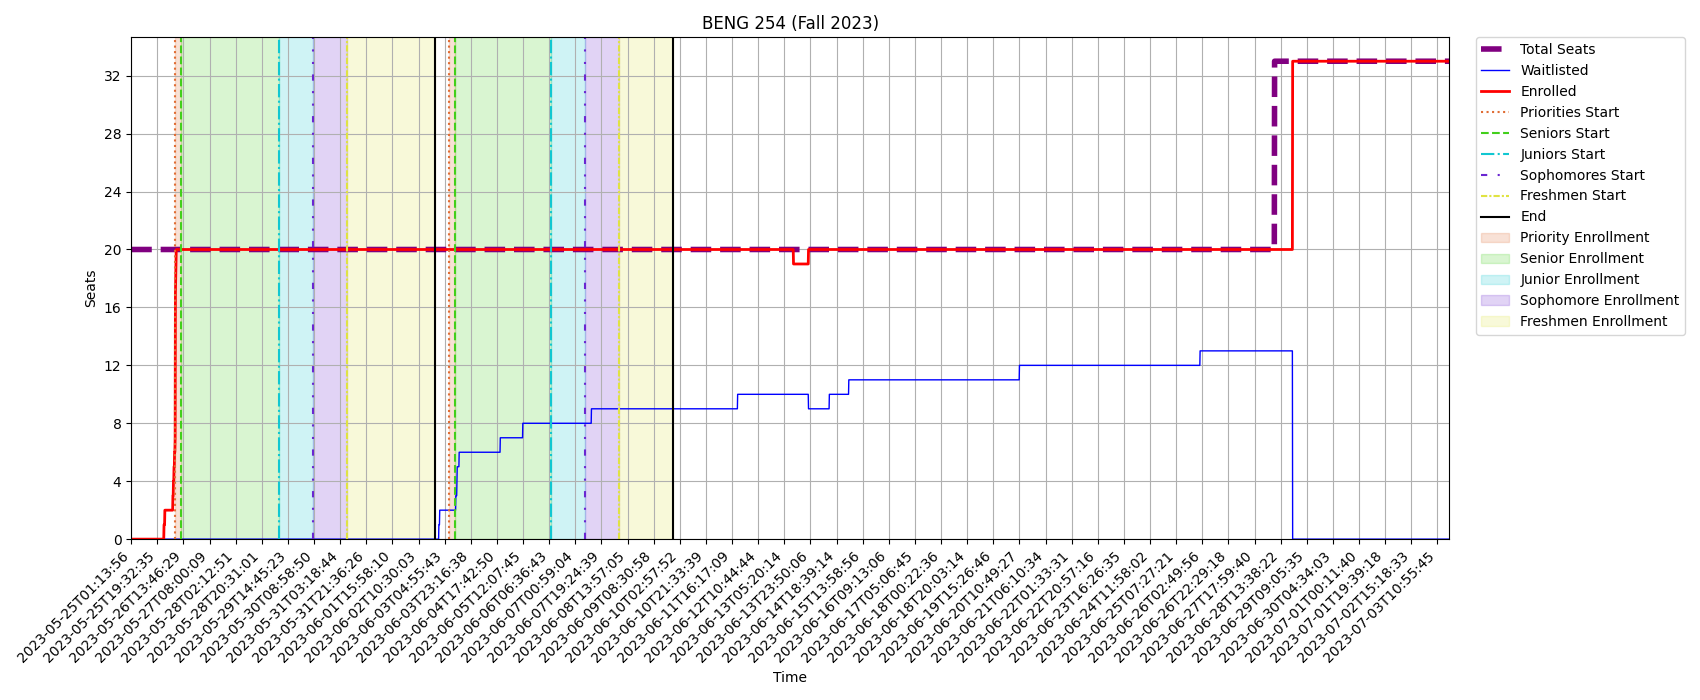 BENG 254 (Fall 2023)
Seats
32
28
24
20
16
12
8
4
0
2023-05-25T01:13:56
2023-05-25T19:32:35
2023-05-26T13:46:29
2023-05-27T08:00:09
2023-05-28T02:12:51
2023-05-28T20:31:01
2023-05-29T14:45:23
2023-05-30T08:58:50
2023-05-31T03:18:44
2023-05-31T21:36:26
2023-06-01T15:58:10
2023-06-02T10:30:03
2023-06-03T04:55:43
2023-06-03T23:16:38
2023-06-04T17:42:50
2023-06-05T12:07:45
2023-06-06T06:36:43
2023-06-07T00:59:04
2023-06-07T19:24:39
2023-06-08T13:57:05
2023-06-09T08:30:58
2023-06-10T02:57:52
2023-06-10T21:33:39
2023-06-11T16:17:09
2023-06-12T10:44:44
2023-06-13T05:20:14
2023-06-13T23:50:06
2023-06-14T18:39:14
2023-06-15T13:58:56
2023-06-16T09:13:06
2023-06-17T05:06:45
2023-06-18T00:22:36
2023-06-18T20:03:14
2023-06-19T15:26:46
2023-06-20T10:49:27
2023-06-21T06:10:34
2023-06-22T01:33:31
2023-06-22T20:57:16
2023-06-23T16:26:35
2023-06-24T11:58:02
2023-06-25T07:27:21
2023-06-26T02:49:56
2023-06-26T22:29:18
2023-06-27T17:59:40
2023-06-28T13:38:22
2023-06-29T09:05:35
2023-06-30T04:34:03
2023-07-01T00:11:40
2023-07-01T19:39:18
2023-07-02T15:18:33
2023-07-03T10:55:45
Time
Total Seats
Waitlisted
Enrolled
Priorities Start
Seniors Start
Juniors Start
Sophomores Start
Freshmen Start
End
Priority Enrollment
Senior Enrollment
Junior Enrollment
Sophomore Enrollment
Freshmen Enrollment